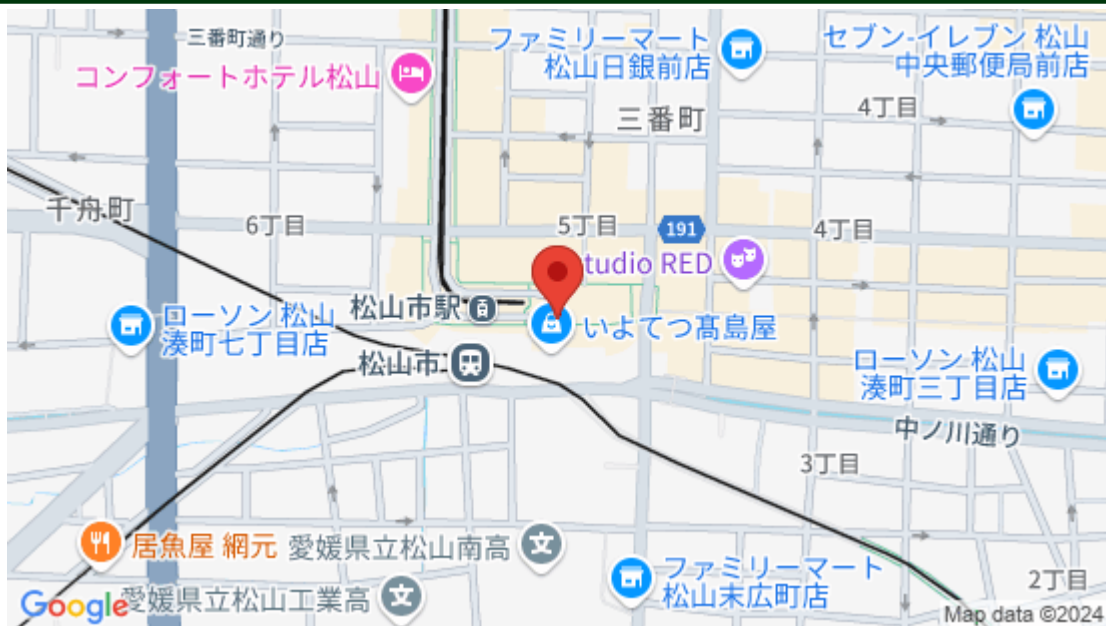 三番町通り
ファミリーマート
松山日銀前店
セブン-イレブン 松山
中央郵便局前店
コンフォートホテル松山
三番町
4丁目
千舟町
6丁目
5丁目
191
4丁目
tudio RED
松山市駅
いよてつ髙島屋
ローソン 松山
湊町七丁目店
松山市
ローソン 松山
湊町三丁目店
中ノ川通り
3丁目
居魚屋 網元
愛媛県立松山南高
文
ファミリーマート
松山末広町店
2丁目
愛媛県立松山工業高
文
Google
Map data ©2024